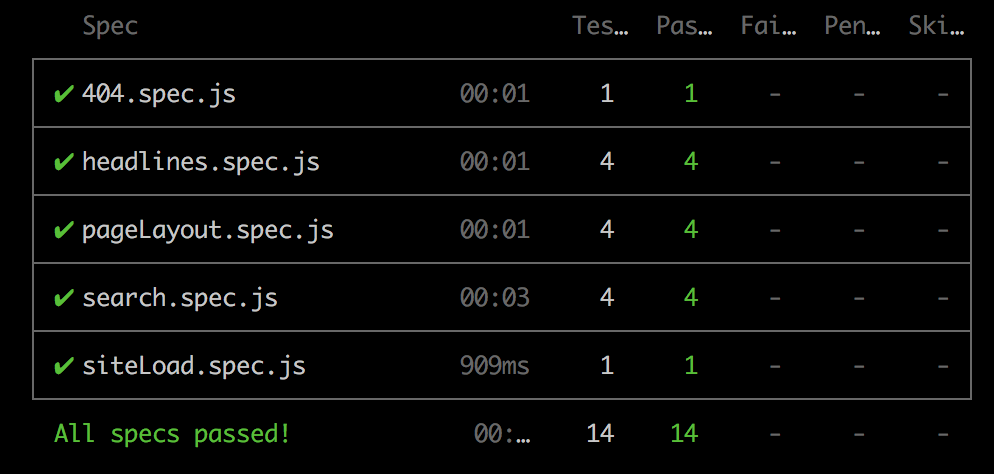 Spec Tes… Pas… Fai… Pen… Ski…
✔ 404.spec.js 00:01 1 1 - - -
✔ headlines.spec.js 00:01 4 4 - - -
✔ pageLayout.spec.js 00:01 4 4 - - -
✔ search.spec.js 00:03 4 4 - - -
✔ siteLoad.spec.js 909ms 1 1 - - -
All specs passed! 00:… 14 14 - - -